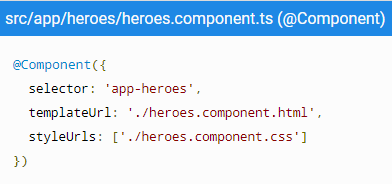 src/app/heroes/heroes.component.ts (@Component)
@Component({
  selector: 'app-heroes',
  templateUrl: './heroes.component.html',
  styleUrls: ['./heroes.component.css']
})